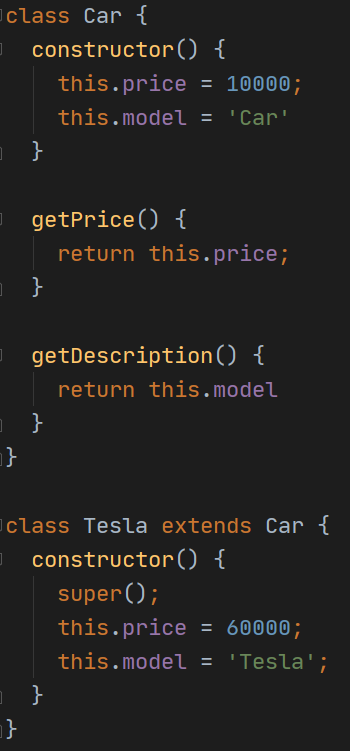 class Car {
  constructor() {
    this.price = 10000;
    this.model = 'Car'
  }

  getPrice() {
    return this.price;
  }

  getDescription() {
    return this.model
  }
}

class Tesla extends Car {
  constructor() {
    super();
    this.price = 60000;
    this.model = 'Tesla';
  }
}